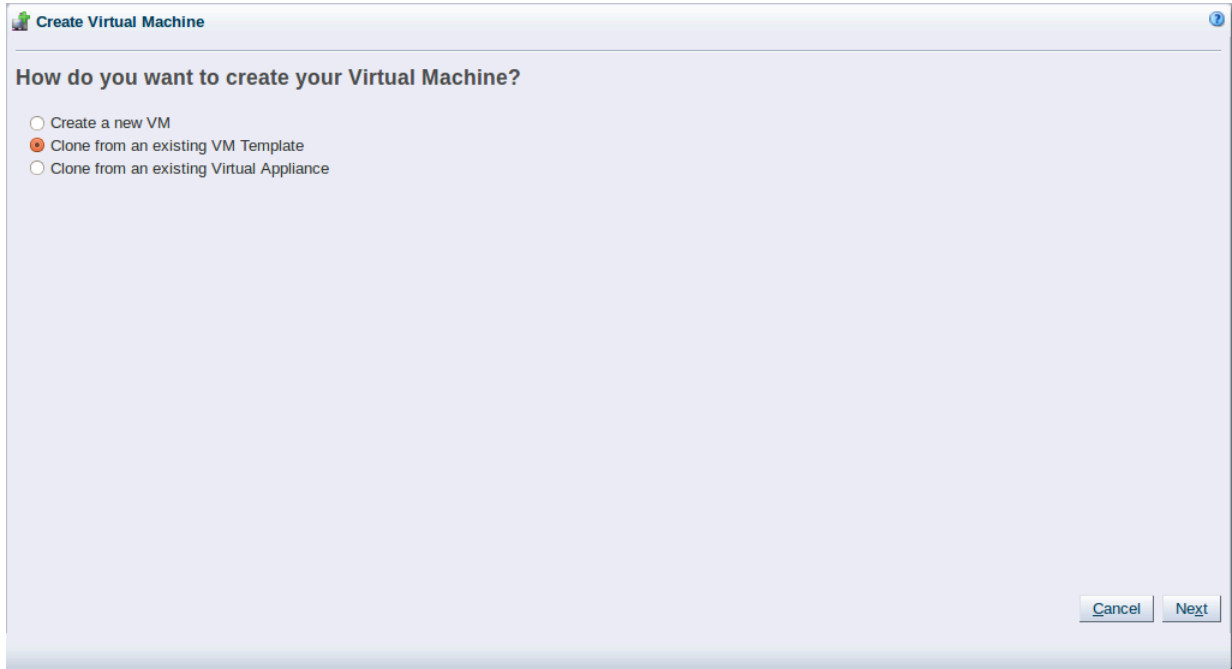 Create Virtual Machine
?
How do you want to create your Virtual Machine?
Create a new VM
Clone from an existing VM Template
Clone from an existing Virtual Appliance
Cancel
Next